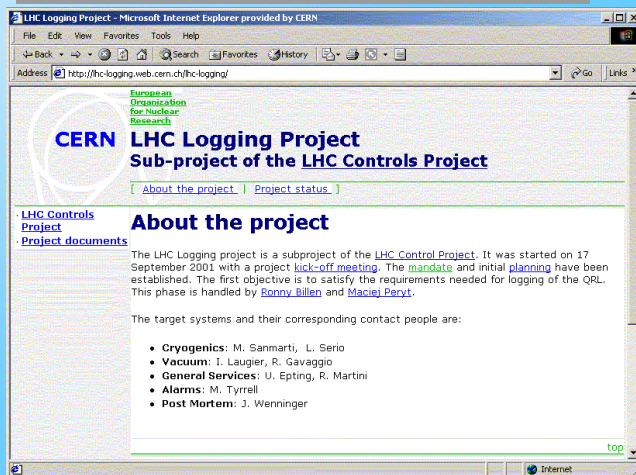 LHC Logging Project - Microsoft Internet Explorer provided by CERN
File Edit View Favorites Tools Help
Back Search Favorites History
Address http://lhc-logging.web.cern.ch/lhc-logging/ Go Links »
European
Organization
for Nuclear
Research
CERN LHC Logging Project
Sub-project of the LHC Controls Project
[ About the project | Project status ]
· LHC Controls
Project
· Project documents
About the project
The LHC Logging project is a subproject of the LHC Control Project. It was started on 17
September 2001 with a project kick-off meeting. The mandate and initial planning have been
established. The first objective is to satisfy the requirements needed for logging of the QRL.
This phase is handled by Ronny Billen and Maciej Peryt.
The target systems and their corresponding contact people are:
• Cryogenics: M. Sanmarti, L. Serio
• Vacuum: I. Laugier, R. Gavaggio
• General Services: U. Epting, R. Martini
• Alarms: M. Tyrrell
• Post Mortem: J. Wenninger
top
Internet